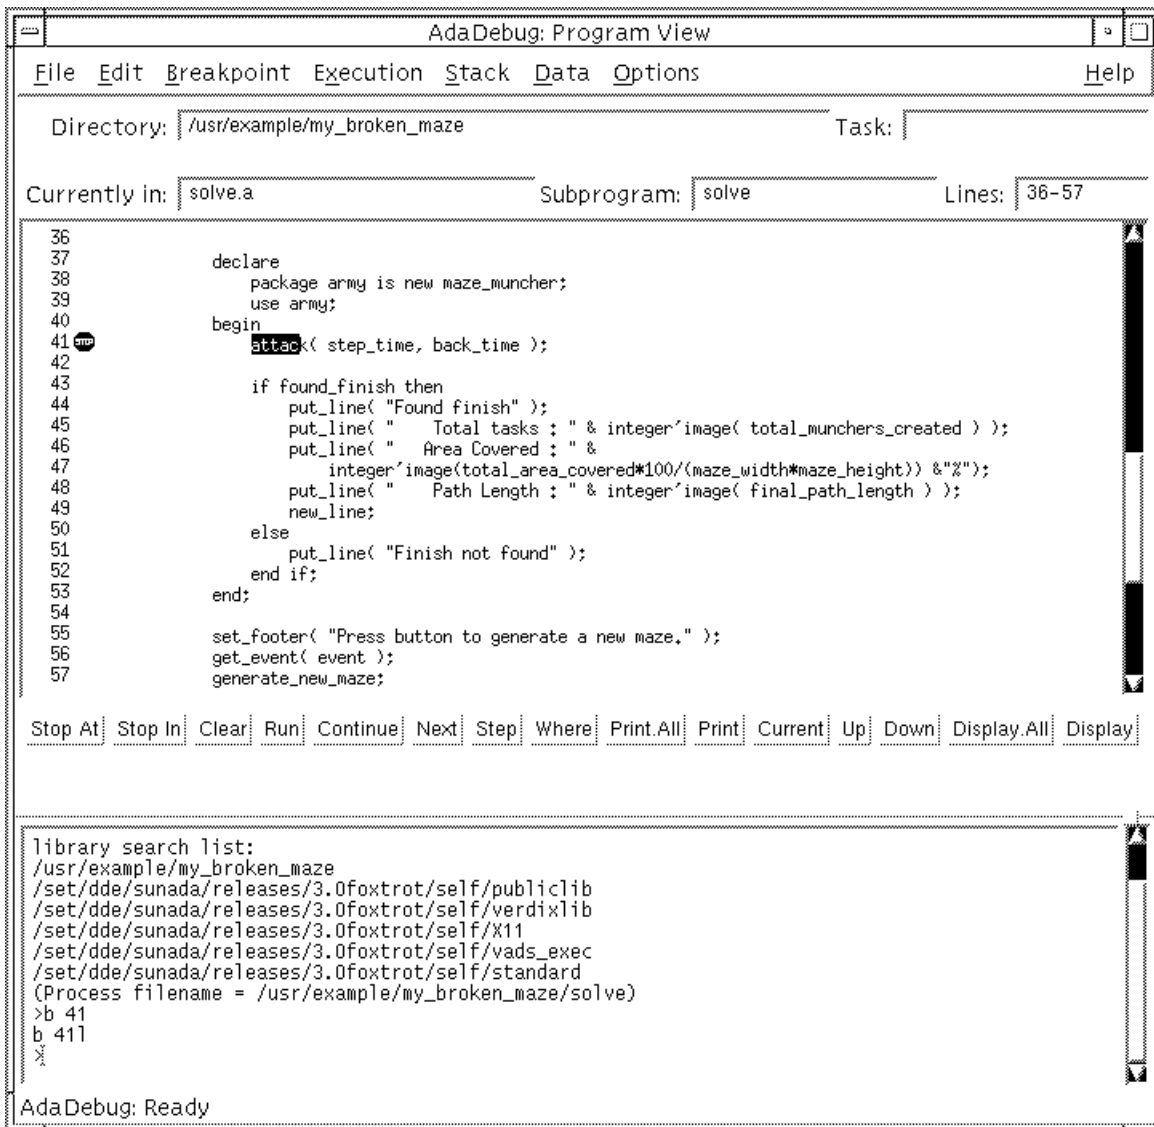 AdaDebug: Program View
File Edit Breakpoint Execution Stack Data Options Help
Directory: /usr/example/my_broken_maze Task:
Currently in: solve.a Subprogram: solve Lines: 36-57
36
37 declare
38 package army is new maze_muncher;
39 use army;
40 begin
41 STOP attack( step_time, back_time );
42
43 if found_finish then
44 put_line( "Found finish" );
45 put_line( "    Total tasks : " & integer'image( total_munchers_created ) );
46 put_line( "   Area Covered : " &
47 integer'image(total_area_covered*100/(maze_width*maze_height)) &"%");
48 put_line( "    Path Length : " & integer'image( final_path_length ) );
49 new_line;
50 else
51 put_line( "Finish not found" );
52 end if;
53 end;
54
55 set_footer( "Press button to generate a new maze." );
56 get_event( event );
57 generate_new_maze;
Stop At Stop In Clear Run Continue Next Step Where Print.All Print Current Up Down Display.All Display
library search list:
/usr/example/my_broken_maze
/set/dde/sunada/releases/3.0foxtrot/self/publiclib
/set/dde/sunada/releases/3.0foxtrot/self/verdixlib
/set/dde/sunada/releases/3.0foxtrot/self/X11
/set/dde/sunada/releases/3.0foxtrot/self/vads_exec
/set/dde/sunada/releases/3.0foxtrot/self/standard
(Process filename = /usr/example/my_broken_maze/solve)
>b 41
b 41]
>
AdaDebug: Ready